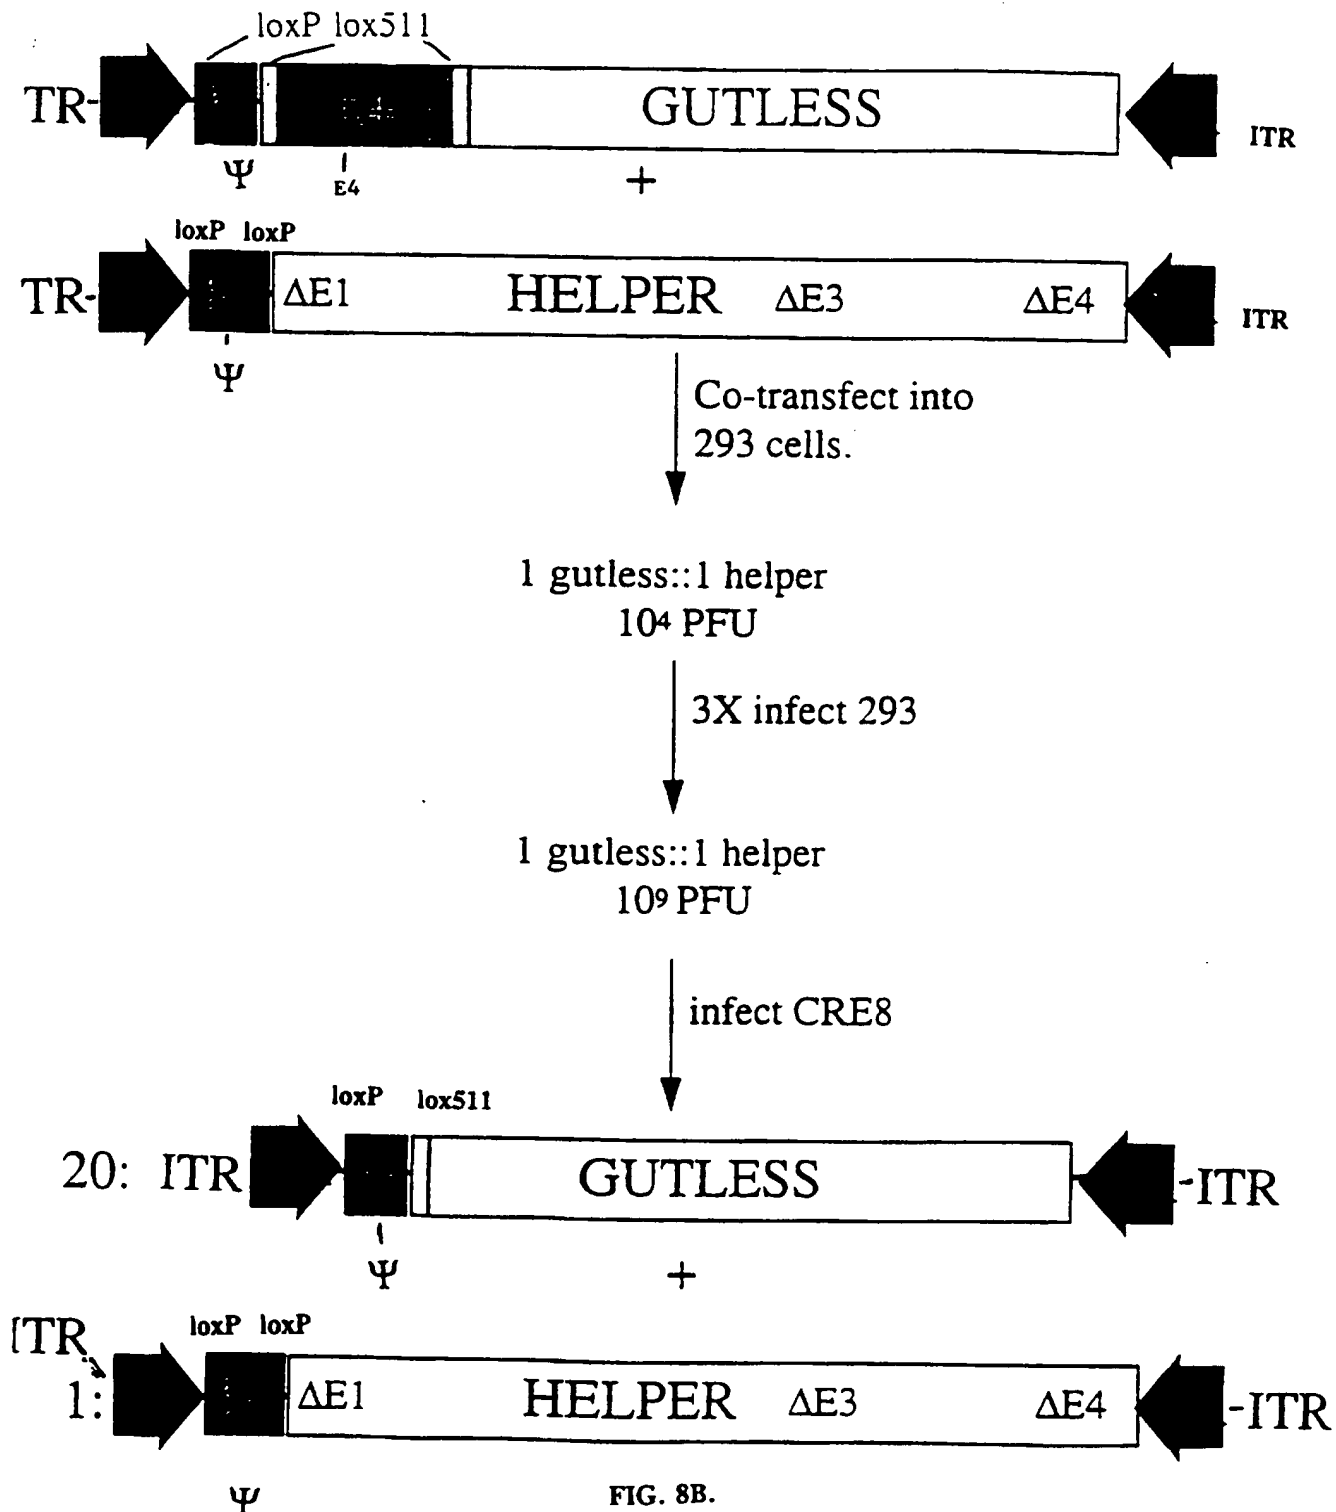 loxP lox511
TR- GUTLESS ITR
Ψ E4 +
loxP loxP
TR- ΔE1 HELPER ΔE3 ΔE4 ITR
Ψ
Co-transfect into
293 cells.
1 gutless::1 helper
10⁴ PFU
3X infect 293
1 gutless::1 helper
10⁹ PFU
infect CRE8
loxP lox511
20: ITR GUTLESS -ITR
Ψ +
loxP loxP
ITR
1: ΔE1 HELPER ΔE3 ΔE4 -ITR
Ψ
FIG. 8B.